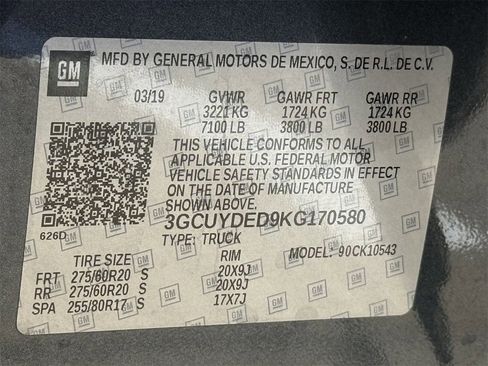 GM MFD BY GENERAL MOTORS DE MEXICO, S. DE R.L. DE C.V.
03/19 GVWR GAWR FRT GAWR RR
3221 KG 1724 KG 1724 KG
7100 LB 3800 LB 3800 LB
THIS VEHICLE CONFORMS TO ALL
APPLICABLE U.S. FEDERAL MOTOR
VEHICLE SAFETY STANDARDS IN EFFECT
ON THE DATE OF MANUFACTURE
SHOWN ABOVE.
3GCUYDED9KG170580
626D TYPE: TRUCK MODEL: 90CK10543
TIRE SIZE RIM
FRT 275/60R20 S 20X9J
RR 275/60R20 S 20X9J
SPA 255/80R17 S 17X7J